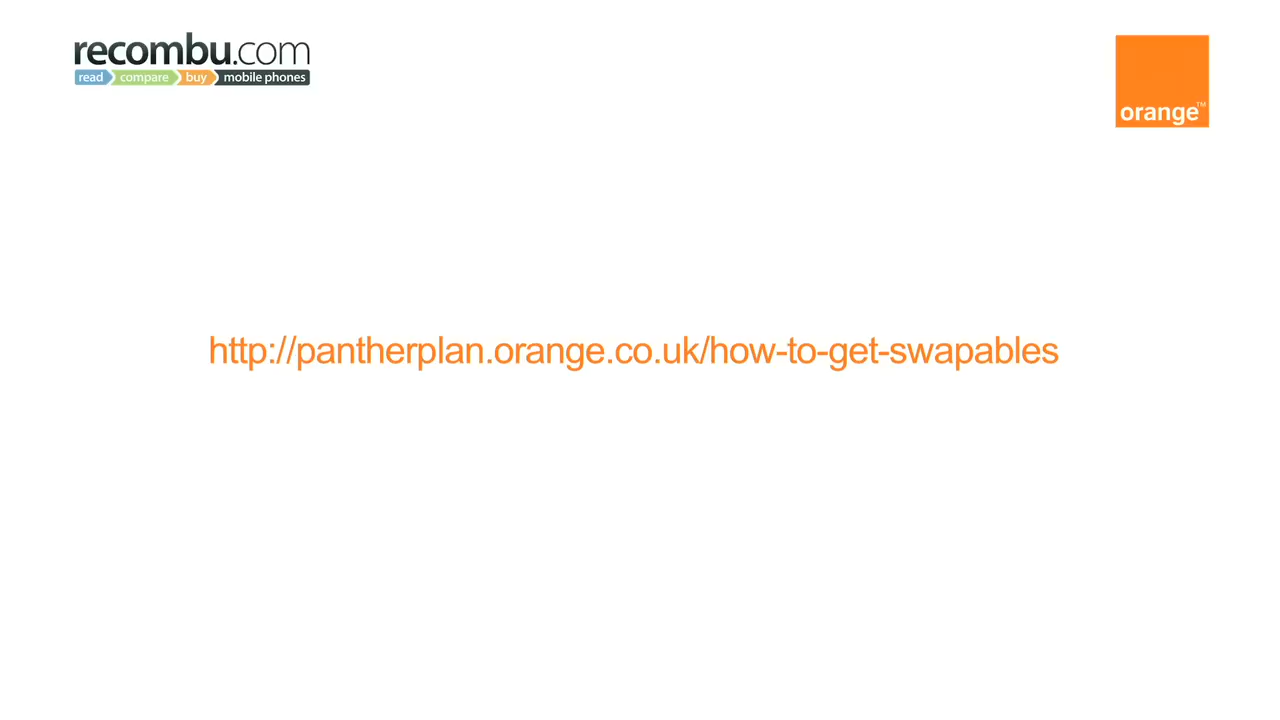 recombu.com
read compare buy mobile phones
orange™
http://pantherplan.orange.co.uk/how-to-get-swapables